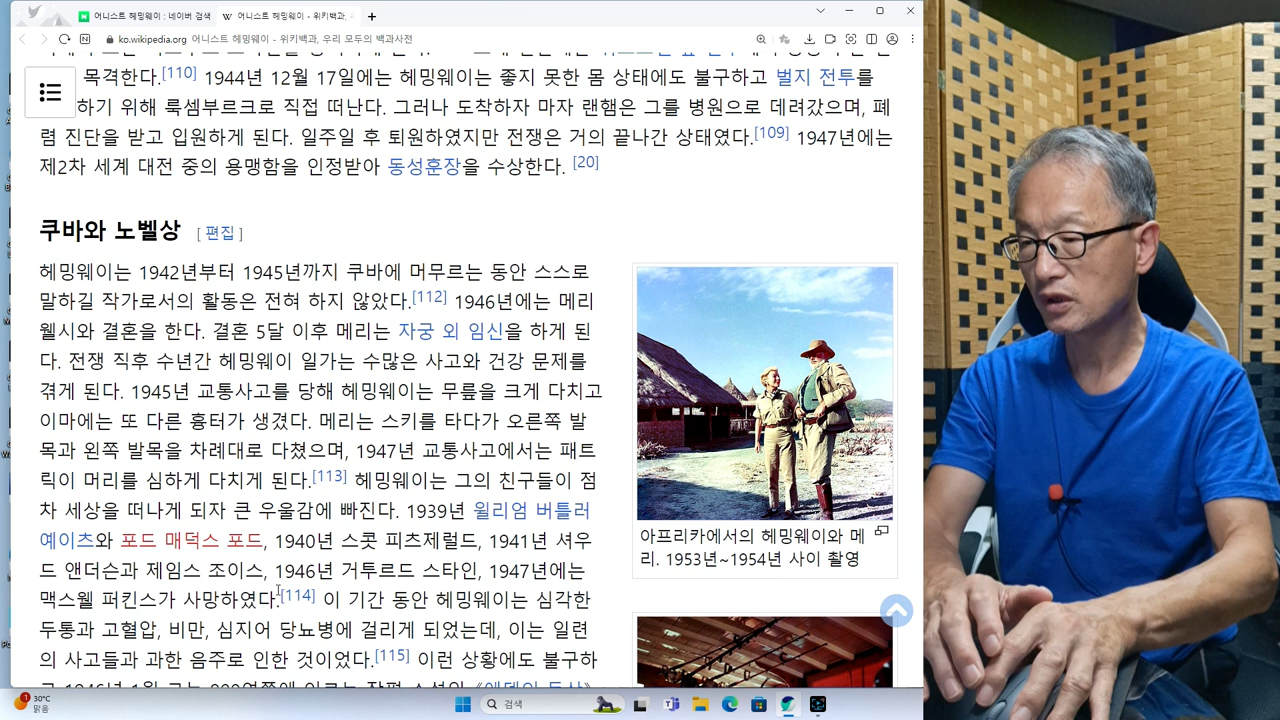 어니스트 헤밍웨이 : 네이버 검색
어니스트 헤밍웨이 - 위키백과,
ko.wikipedia.org 어니스트 헤밍웨이 - 위키백과, 우리 모두의 백과사전
목격한다.[110] 1944년 12월 17일에는 헤밍웨이는 좋지 못한 몸 상태에도 불구하고 벌지 전투를
하기 위해 룩셈부르크로 직접 떠난다. 그러나 도착하자 마자 랜햄은 그를 병원으로 데려갔으며, 폐
렴 진단을 받고 입원하게 된다. 일주일 후 퇴원하였지만 전쟁은 거의 끝나간 상태였다.[109] 1947년에는
제2차 세계 대전 중의 용맹함을 인정받아 동성훈장을 수상한다. [20]
쿠바와 노벨상 [편집]
헤밍웨이는 1942년부터 1945년까지 쿠바에 머무르는 동안 스스로
말하길 작가로서의 활동은 전혀 하지 않았다.[112] 1946년에는 메리
웰시와 결혼을 한다. 결혼 5달 이후 메리는 자궁 외 임신을 하게 된
다. 전쟁 직후 수년간 헤밍웨이 일가는 수많은 사고와 건강 문제를
겪게 된다. 1945년 교통사고를 당해 헤밍웨이는 무릎을 크게 다치고
이마에는 또 다른 흉터가 생겼다. 메리는 스키를 타다가 오른쪽 발
목과 왼쪽 발목을 차례대로 다쳤으며, 1947년 교통사고에서는 패트
릭이 머리를 심하게 다치게 된다.[113] 헤밍웨이는 그의 친구들이 점
차 세상을 떠나게 되자 큰 우울감에 빠진다. 1939년 윌리엄 버틀러
예이츠와 포드 매덕스 포드, 1940년 스콧 피츠제럴드, 1941년 셔우
드 앤더슨과 제임스 조이스, 1946년 거투르드 스타인, 1947년에는
맥스웰 퍼킨스가 사망하였다.[114] 이 기간 동안 헤밍웨이는 심각한
두통과 고혈압, 비만, 심지어 당뇨병에 걸리게 되었는데, 이는 일련
의 사고들과 과한 음주로 인한 것이었다.[115] 이런 상황에도 불구하
아프리카에서의 헤밍웨이와 메
리. 1953년~1954년 사이 촬영
30°C
맑음
검색